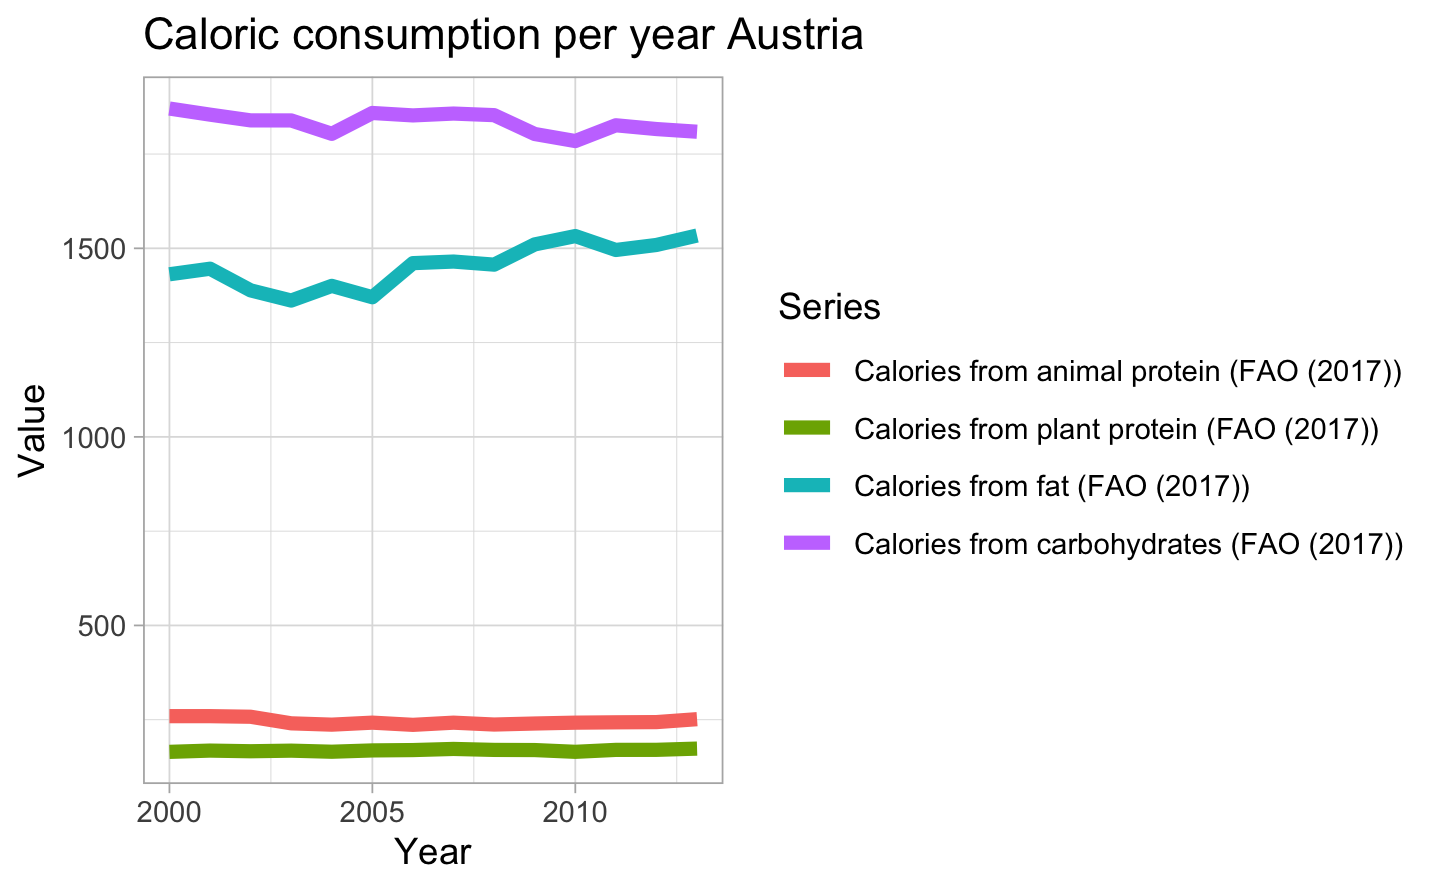 Caloric consumption per year Austria
Value
1500
1000
500
2000 2005 2010
Year
Series
Calories from animal protein (FAO (2017))
Calories from plant protein (FAO (2017))
Calories from fat (FAO (2017))
Calories from carbohydrates (FAO (2017))